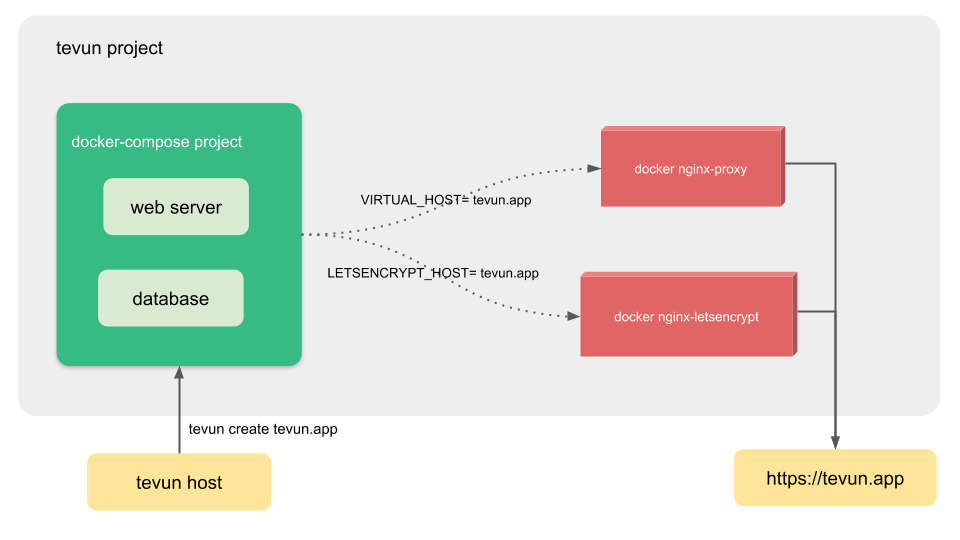 tevun project
docker-compose project
web server
database
VIRTUAL_HOST= tevun.app
LETSENCRYPT_HOST= tevun.app
docker nginx-proxy
docker nginx-letsencrypt
tevun create tevun.app
tevun host
https://tevun.app